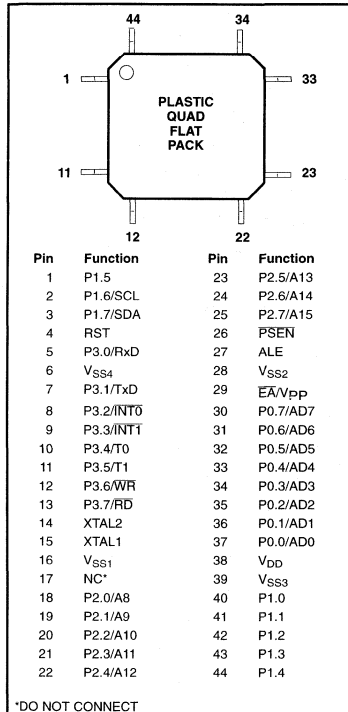 44 34
1 33
PLASTIC
QUAD
FLAT
PACK
11 23
12 22
Pin Function Pin Function
1 P1.5 23 P2.5/A13
2 P1.6/SCL 24 P2.6/A14
3 P1.7/SDA 25 P2.7/A15
4 RST 26 P̅S̅E̅N̅
5 P3.0/RxD 27 ALE
6 VSS4 28 VSS2
7 P3.1/TxD 29 E̅A̅/VPP
8 P3.2/I̅N̅T̅0̅ 30 P0.7/AD7
9 P3.3/I̅N̅T̅1̅ 31 P0.6/AD6
10 P3.4/T0 32 P0.5/AD5
11 P3.5/T1 33 P0.4/AD4
12 P3.6/W̅R̅ 34 P0.3/AD3
13 P3.7/R̅D̅ 35 P0.2/AD2
14 XTAL2 36 P0.1/AD1
15 XTAL1 37 P0.0/AD0
16 VSS1 38 VDD
17 NC* 39 VSS3
18 P2.0/A8 40 P1.0
19 P2.1/A9 41 P1.1
20 P2.2/A10 42 P1.2
21 P2.3/A11 43 P1.3
22 P2.4/A12 44 P1.4
*DO NOT CONNECT